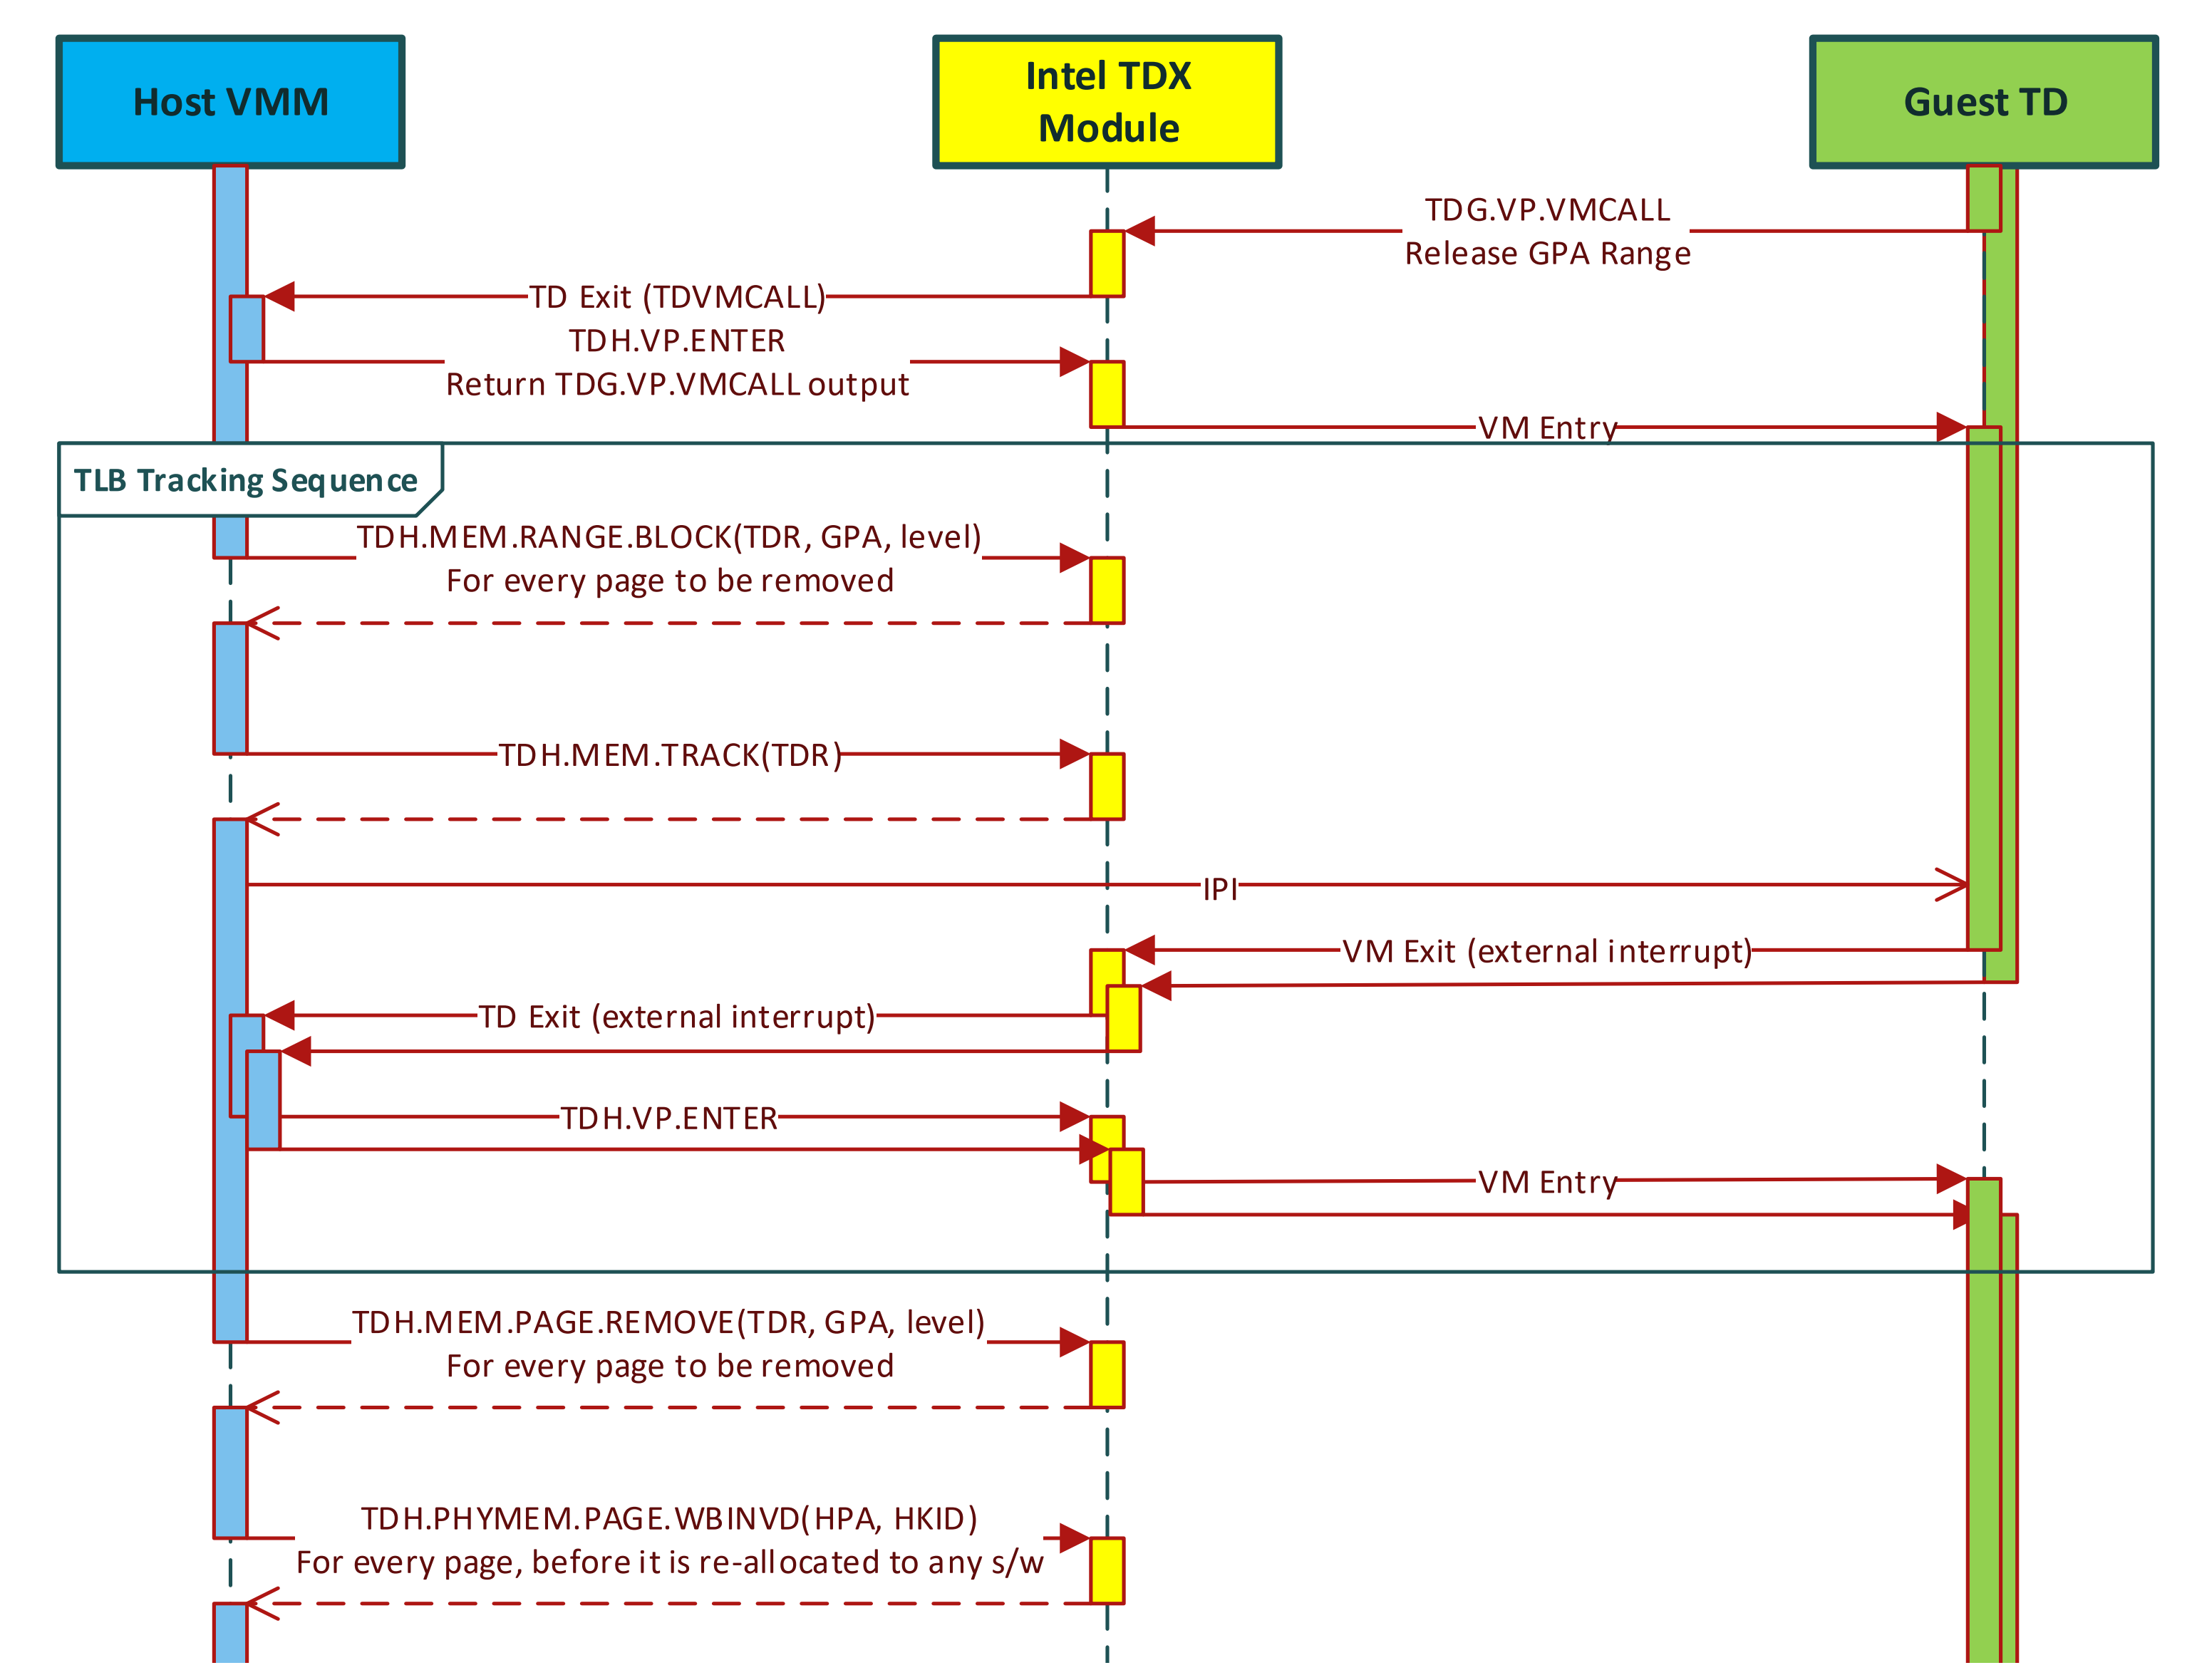 Host VMM
Intel TDX
Module
Guest TD
TDG.VP.VMCALL
Release GPA Range
TD Exit (TDVMCALL)
TDH.VP.ENTER
Return TDG.VP.VMCALL output
VM Entry
TLB Tracking Sequence
TDH.MEM.RANGE.BLOCK(TDR, GPA, level)
For every page to be removed
TDH.MEM.TRACK(TDR)
IPI
VM Exit (external interrupt)
TD Exit (external interrupt)
TDH.VP.ENTER
VM Entry
TDH.MEM.PAGE.REMOVE(TDR, GPA, level)
For every page to be removed
TDH.PHYMEM.PAGE.WBINVD(HPA, HKID)
For every page, before it is re-allocated to any s/w